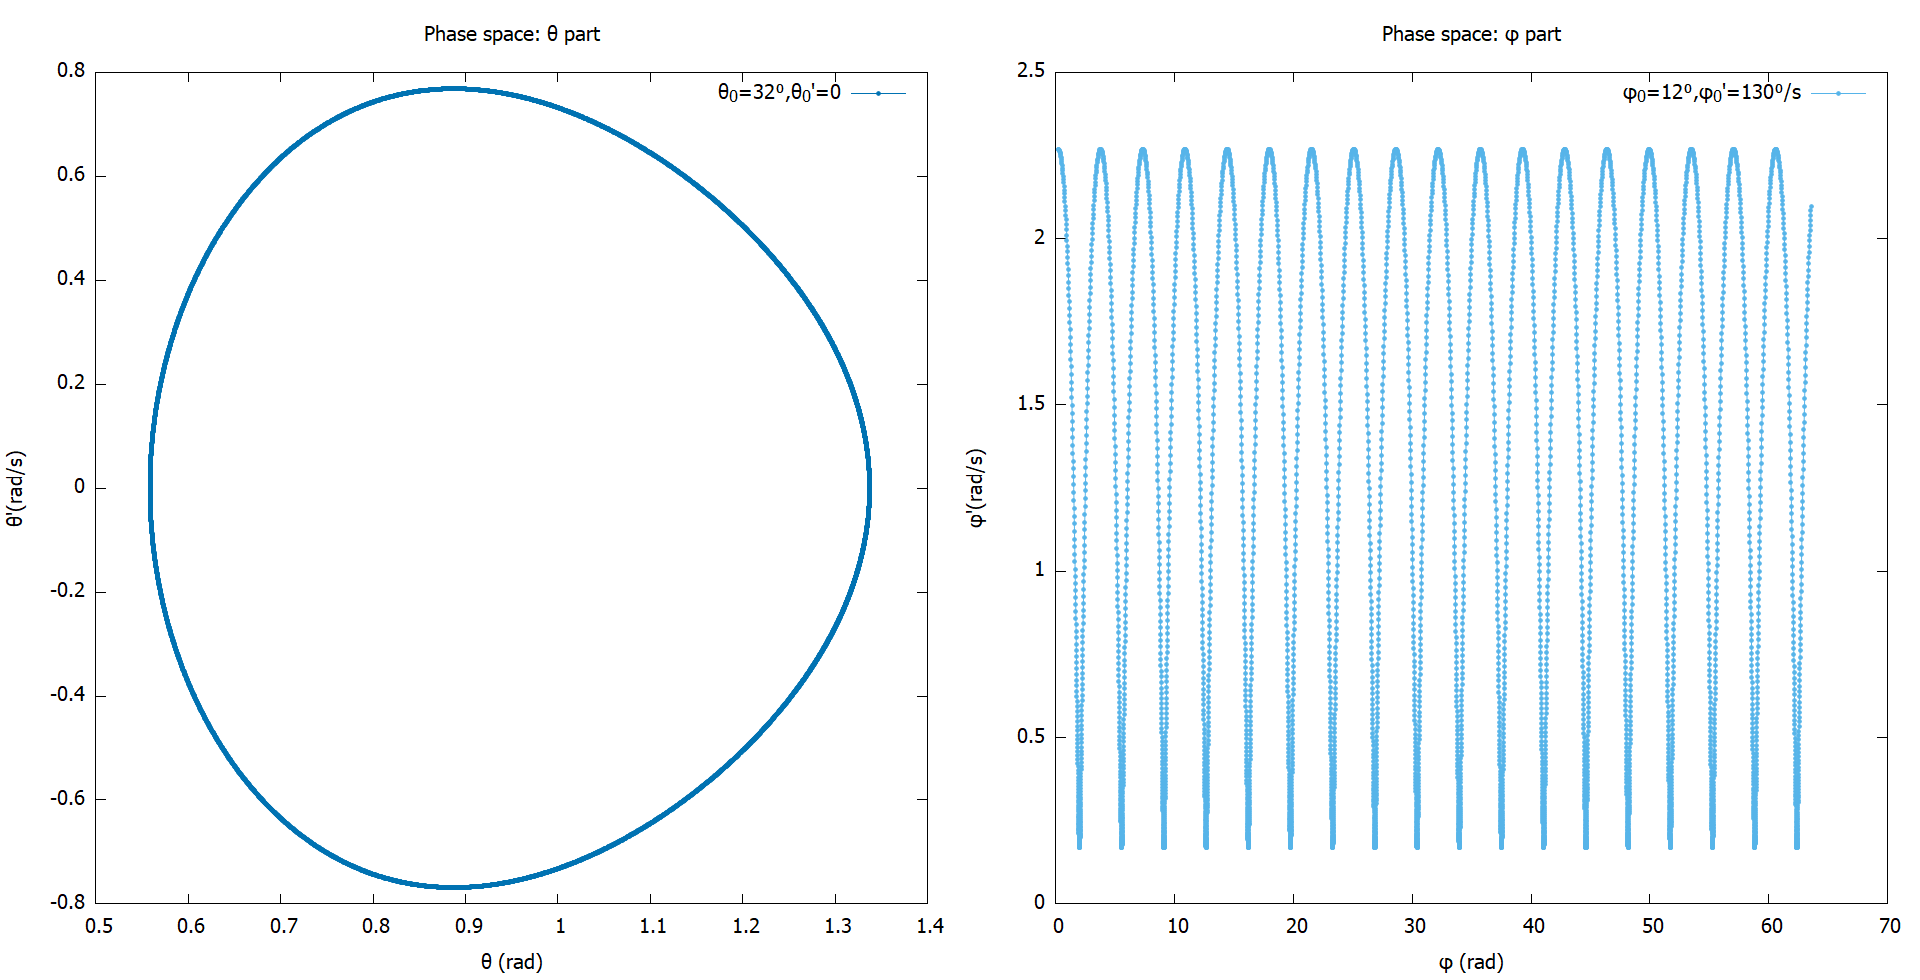 Phase space: θ part
θ₀=32º,θ₀'=0
0.8
0.6
0.4
0.2
0
-0.2
-0.4
-0.6
-0.8
θ'(rad/s)
0.5 0.6 0.7 0.8 0.9 1 1.1 1.2 1.3 1.4
θ (rad)
Phase space: φ part
φ₀=12º,φ₀'=130º/s
2.5
2
1.5
1
0.5
0
φ'(rad/s)
0 10 20 30 40 50 60 70
φ (rad)